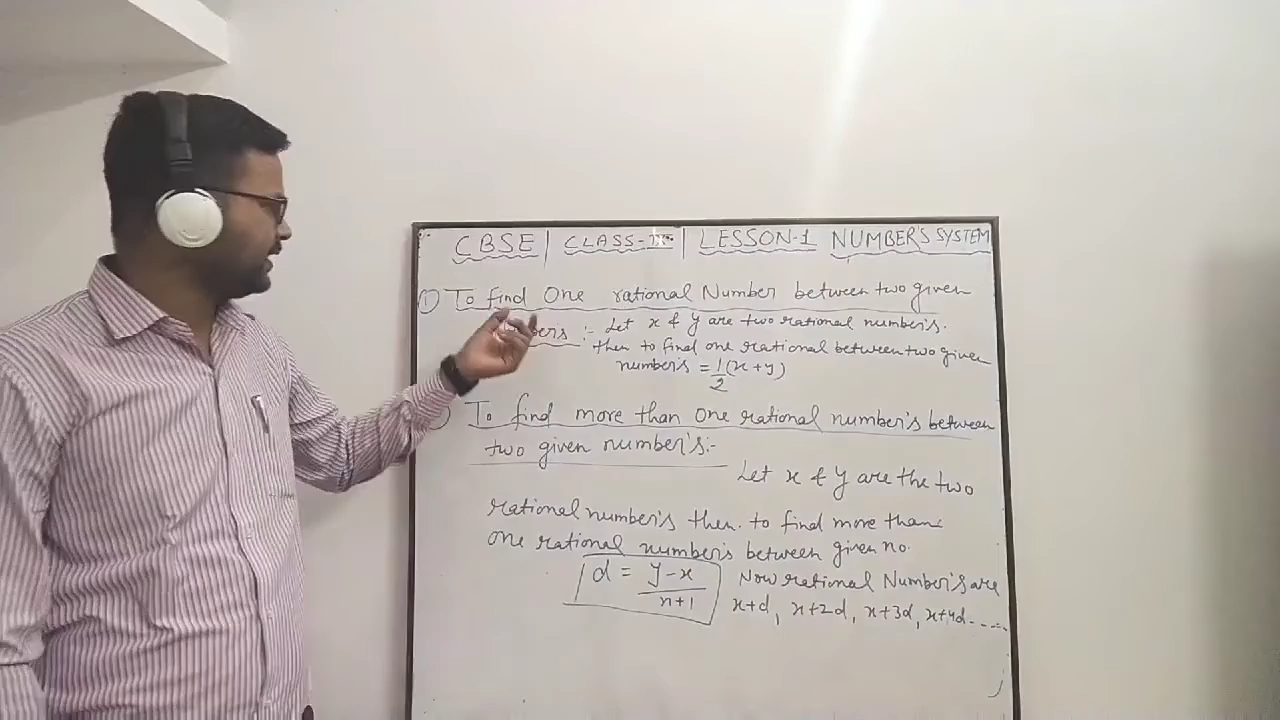 CBSE | CLASS-IX | LESSON-1 NUMBER'S SYSTEM
① To find One rational Number between two given
numbers :- Let x & y are two rational number's.
then to find one rational between two given
number's = 1/2 (x + y)
To find more than one rational number's between
two given number's:-
Let x & y are the two
rational number's then. to find more than
one rational number's between given no.
d = y-x/n+1 Now rational Number's are
x+d, x+2d, x+3d, x+4d-----